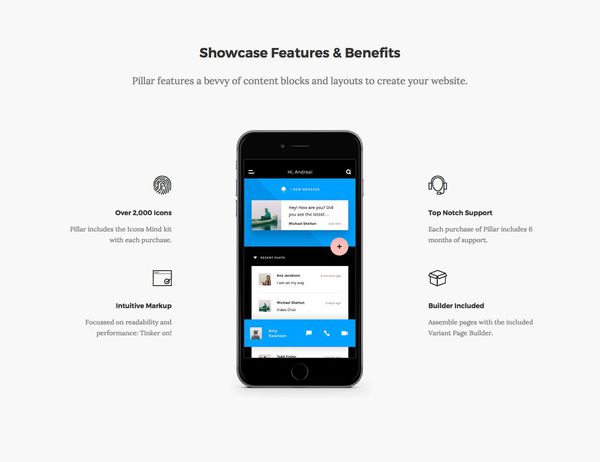 Showcase Features & Benefits
Pillar features a bevvy of content blocks and layouts to create your website.
Over 2,000 Icons
Pillar includes the Icons Mind kit
with each purchase.
Intuitive Markup
Focussed on readability and
performance: Tinker on!
Hi, Andrea!
1 NEW MESSAGE
Hey! How are you? Did
you see the latest...
Michael Shelton
+
RECENT CHATS
Ana Jacobson
I am on my way
Michael Shelton
Video Chat
Amy
Swanson
Todd Fisher
Top Notch Support
Each purchase of Pillar includes 6
months of support.
Builder Included
Assemble pages with the included
Variant Page Builder.